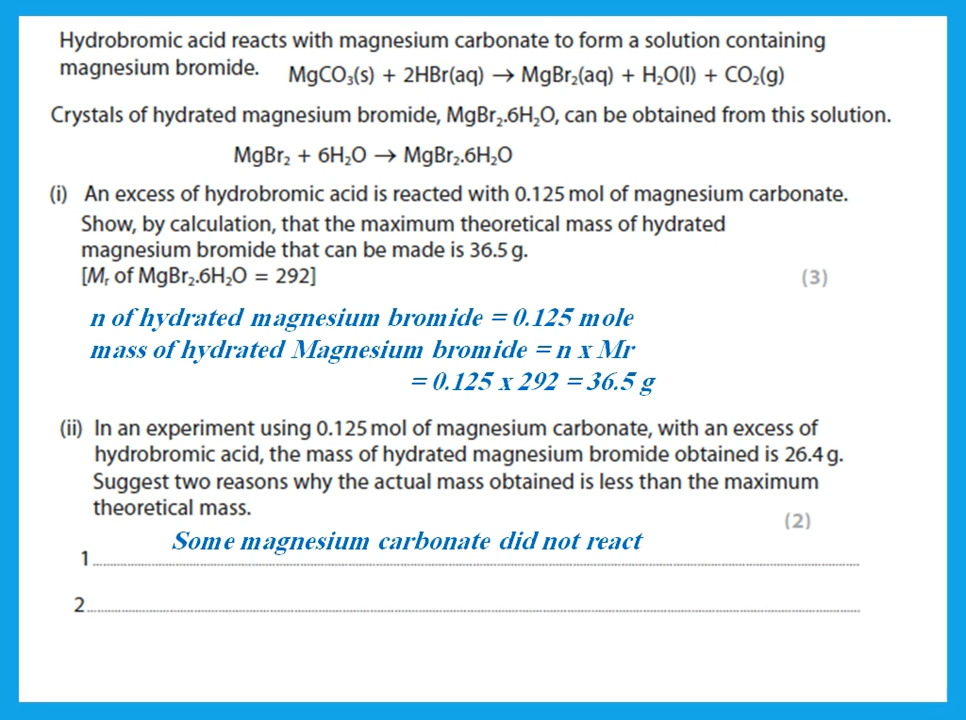 Hydrobromic acid reacts with magnesium carbonate to form a solution containing
magnesium bromide. MgCO₃(s) + 2HBr(aq) → MgBr₂(aq) + H₂O(l) + CO₂(g)
Crystals of hydrated magnesium bromide, MgBr₂.6H₂O, can be obtained from this solution.
MgBr₂ + 6H₂O → MgBr₂.6H₂O
(i) An excess of hydrobromic acid is reacted with 0.125 mol of magnesium carbonate.
Show, by calculation, that the maximum theoretical mass of hydrated
magnesium bromide that can be made is 36.5 g.
[Mᵣ of MgBr₂.6H₂O = 292] (3)
n of hydrated magnesium bromide = 0.125 mole
mass of hydrated Magnesium bromide = n x Mr
= 0.125 x 292 = 36.5 g
(ii) In an experiment using 0.125 mol of magnesium carbonate, with an excess of
hydrobromic acid, the mass of hydrated magnesium bromide obtained is 26.4 g.
Suggest two reasons why the actual mass obtained is less than the maximum
theoretical mass.
(2)
Some magnesium carbonate did not react
1
2